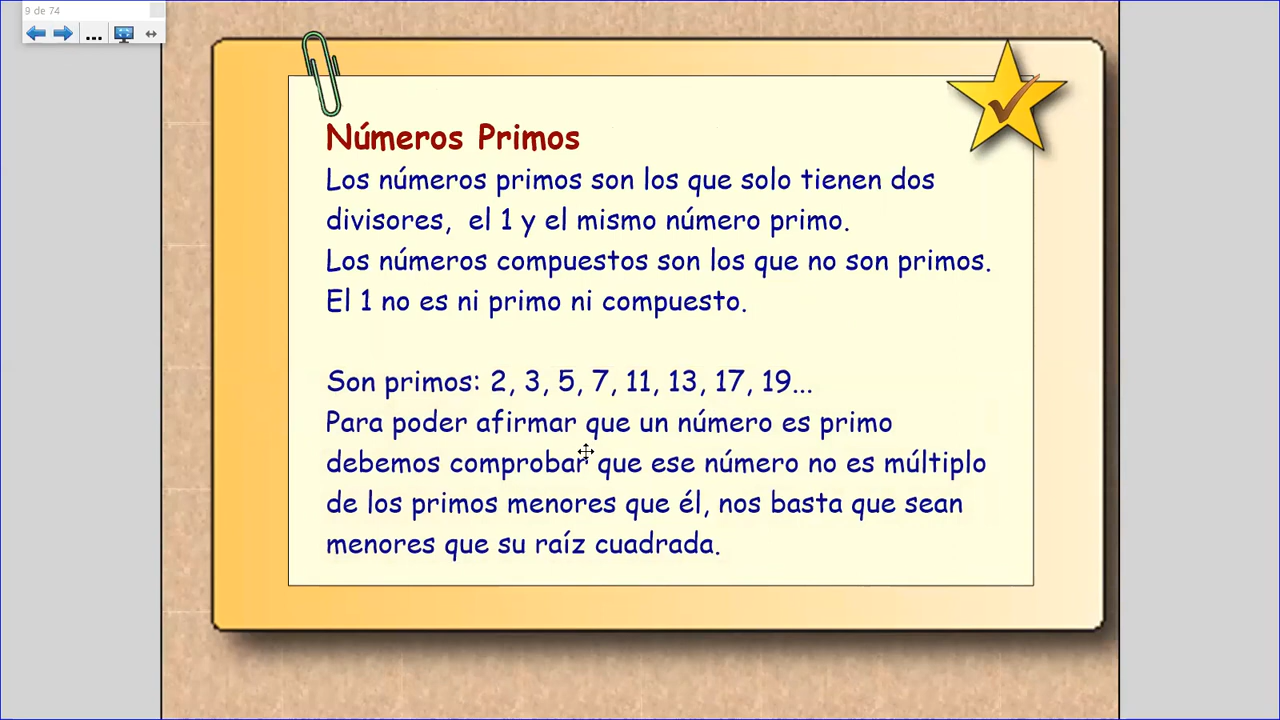 9 de 74
...
Números Primos
Los números primos son los que solo tienen dos
divisores, el 1 y el mismo número primo.
Los números compuestos son los que no son primos.
El 1 no es ni primo ni compuesto.
Son primos: 2, 3, 5, 7, 11, 13, 17, 19...
Para poder afirmar que un número es primo
debemos comprobar que ese número no es múltiplo
de los primos menores que él, nos basta que sean
menores que su raíz cuadrada.